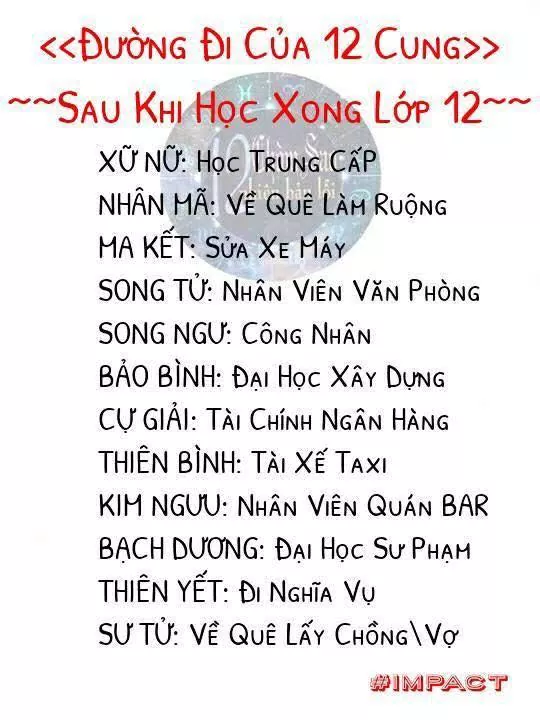 <<Đường Đi Của 12 Cung>>
~~Sau Khi Học Xong Lớp 12~~
XỮ NỮ: Học Trung Cấp
NHÂN MÃ: Về Quê Làm Ruộng
MA KẾT: Sửa Xe Máy
SONG TỬ: Nhân Viên Văn Phòng
SONG NGƯ: Công Nhân
BẢO BÌNH: Đại Học Xây Dựng
CỰ GIẢI: Tài Chính Ngân Hàng
THIÊN BÌNH: Tài Xế Taxi
KIM NGƯU: Nhân Viên Quán BAR
BẠCH DƯƠNG: Đại Học Sư Phạm
THIÊN YẾT: Đi Nghĩa Vụ
SƯ TỬ: Về Quê Lấy Chồng\Vợ
#IMPACT